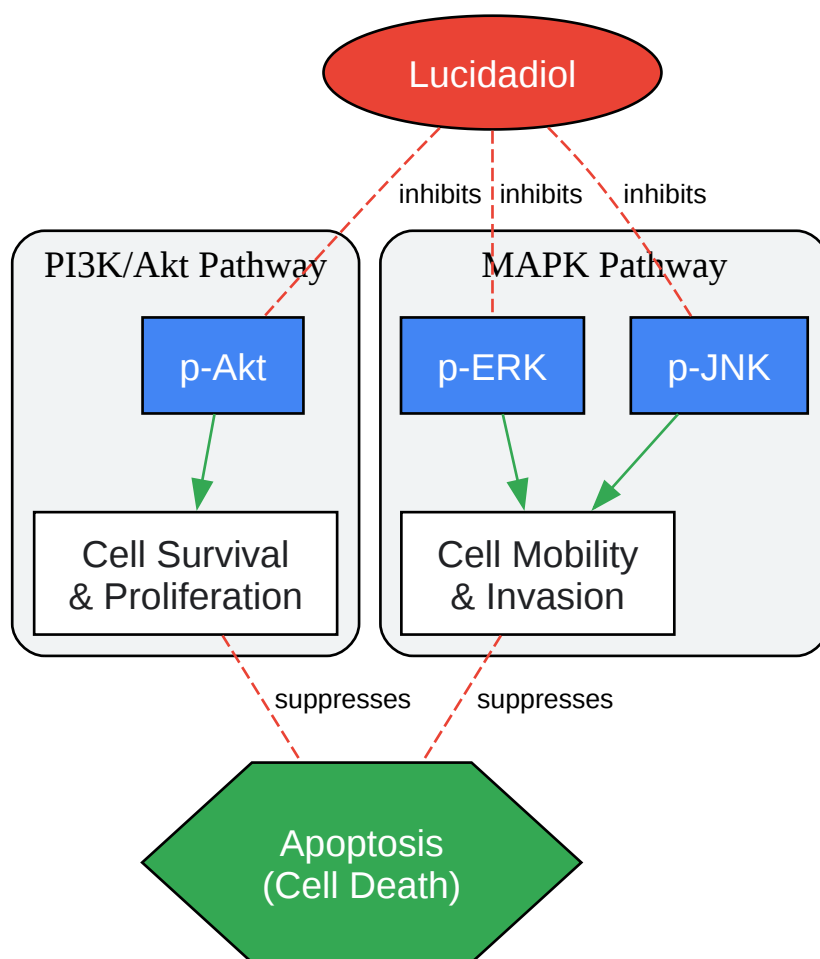 Lucidadiol
inhibits inhibits inhibits
PI3K/Akt Pathway
MAPK Pathway
p-Akt
p-ERK
p-JNK
Cell Survival
& Proliferation
Cell Mobility
& Invasion
suppresses
suppresses
Apoptosis
(Cell Death)